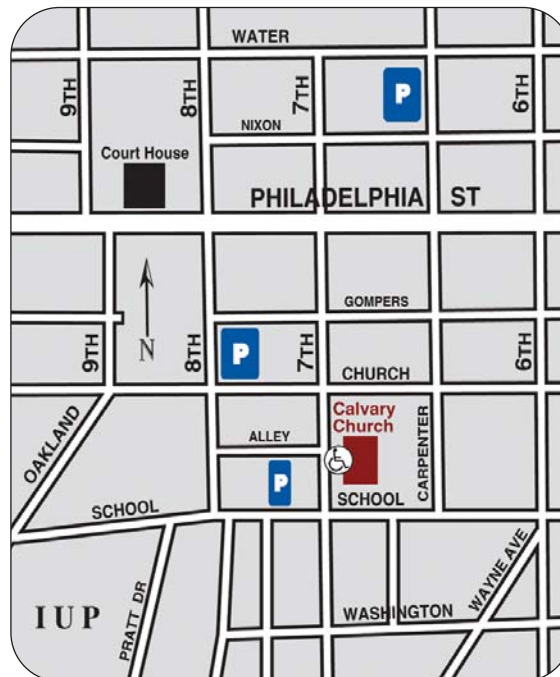 WATER
9TH
8TH
7TH
P
6TH
NIXON
Court House
PHILADELPHIA ST
GOMPERS
N
9TH
8TH
P
7TH
6TH
CHURCH
OAKLAND
ALLEY
Calvary
Church
CARPENTER
P
SCHOOL
SCHOOL
WAYNE AVE
IUP
PRATT DR
WASHINGTON